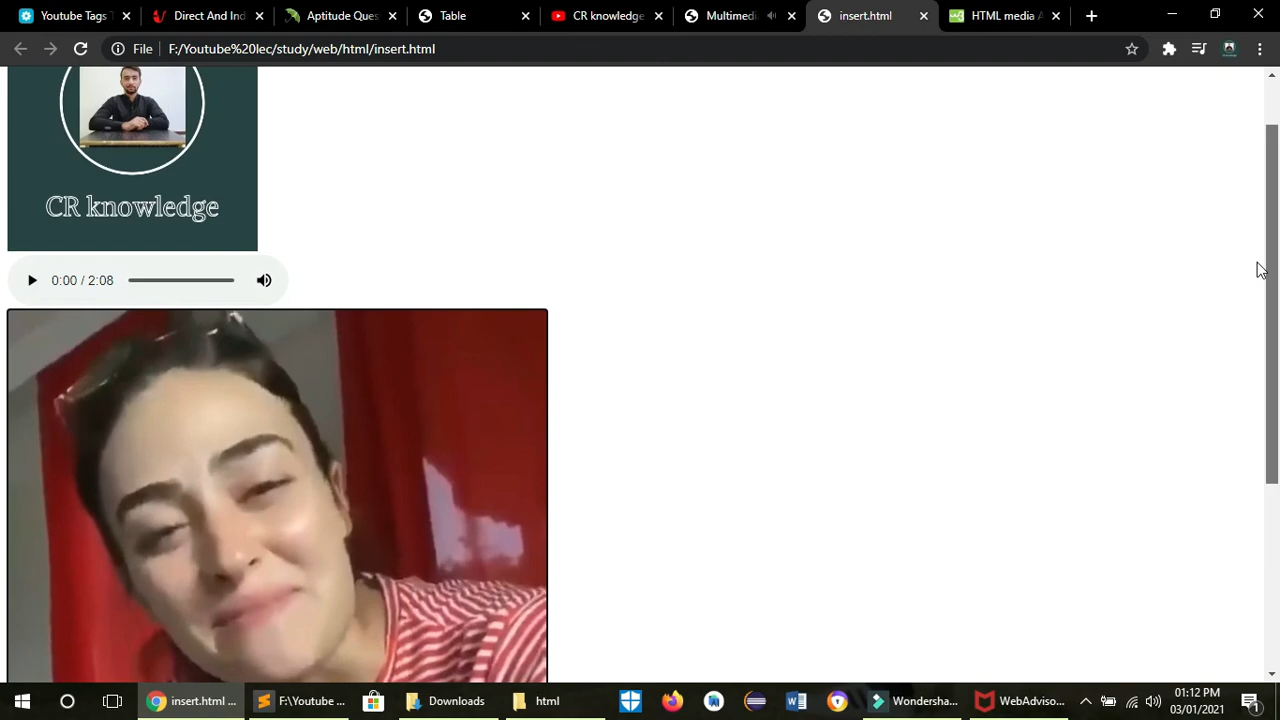 Youtube Tags T
Direct And Ind
Aptitude Ques
Table
CR knowledge
Multimedi
insert.html
HTML media A
File
F:/Youtube%20lec/study/web/html/insert.html
CR knowledge
0:00 / 2:08
insert.html ...
F:\Youtube ...
Downloads
html
Wondersha...
WebAdviso...
01:12 PM
03/01/2021
1